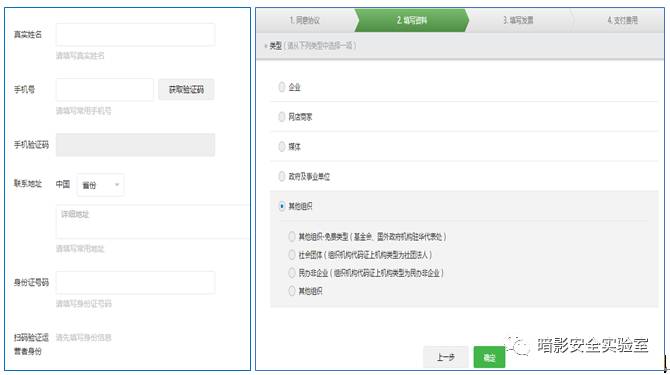 真实姓名
请填写真实姓名
手机号
获取验证码
请填写常用手机号
手机验证码
联系地址 中国 省份
详细地址
请填写常用地址
身份证号码
请填写身份证号码
扫码验证运营者身份
请先填写身份信息
1. 同意协议 2. 填写资料 3. 填写发票 4. 支付费用
类型（请从下列类型中选择一项）
企业
网店商家
媒体
政府及事业单位
其他组织
其他组织-免费类型（基金会、国外政府机构驻华代表处）
社会团体（组织机构代码证上机构类型为社团法人）
民办非企业（组织机构代码证上机构类型为民办非企业）
其他组织
上一步 确定
暗影安全实验室